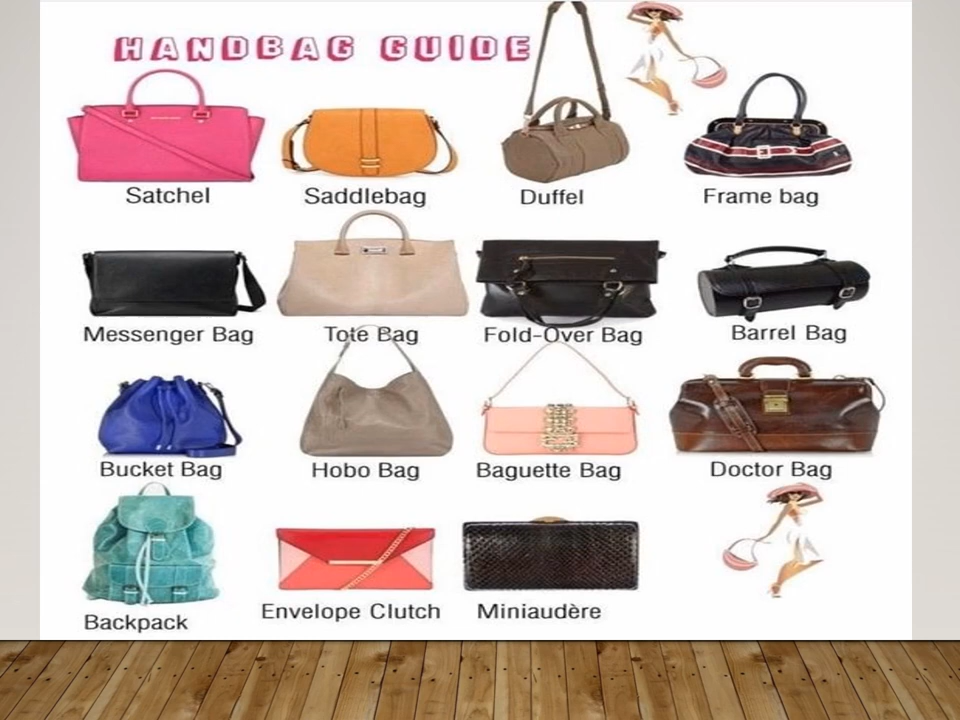 HANDBAG GUIDE
Satchel
Saddlebag
Duffel
Frame bag
Messenger Bag
Tote Bag
Fold-Over Bag
Barrel Bag
Bucket Bag
Hobo Bag
Baguette Bag
Doctor Bag
Backpack
Envelope Clutch
Miniaudère